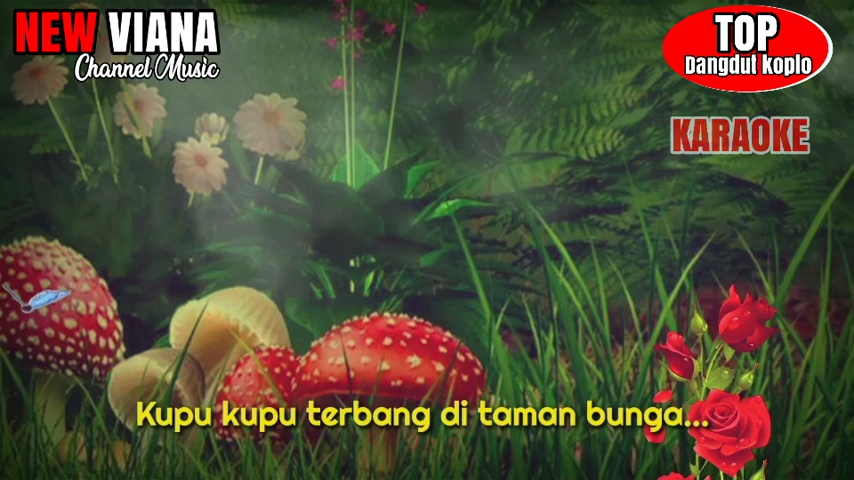 NEW VIANA
Channel Music
TOP
Dangdut koplo
KARAOKE
Kupu kupu terbang di taman bunga...